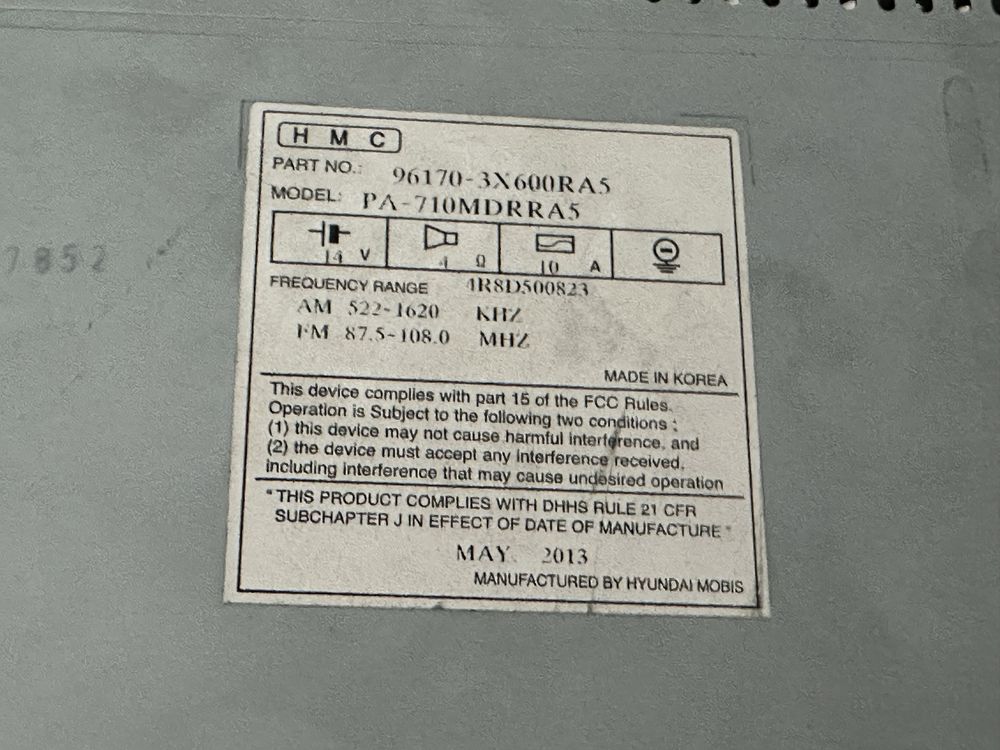 HMC
PART NO.: 96170-3X600RA5
MODEL: PA-710MDRRA5
14 V 4 Ω 10 A
FREQUENCY RANGE 4R8D500823
AM 522-1620 KHZ
FM 87.5-108.0 MHZ
MADE IN KOREA
This device complies with part 15 of the FCC Rules.
Operation is Subject to the following two conditions :
(1) this device may not cause harmful interference, and
(2) the device must accept any interference received,
including interference that may cause undesired operation
"THIS PRODUCT COMPLIES WITH DHHS RULE 21 CFR
SUBCHAPTER J IN EFFECT OF DATE OF MANUFACTURE"
MAY. 2013
MANUFACTURED BY HYUNDAI MOBIS
7852